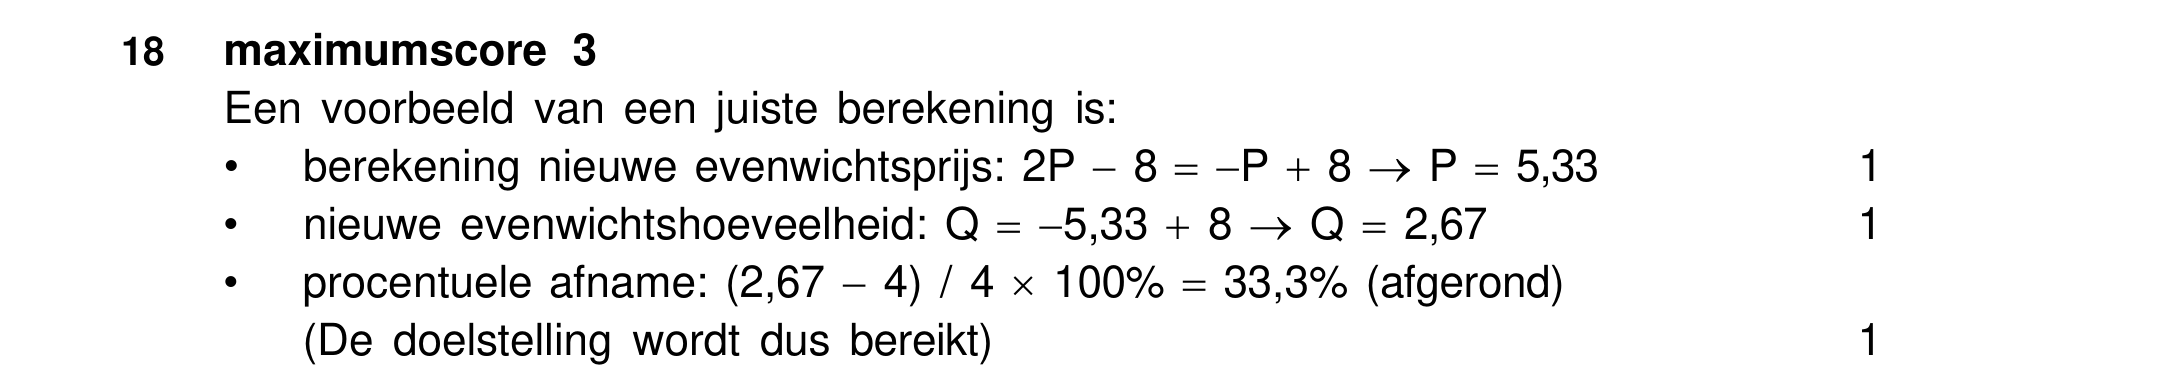 18 maximumscore 3
Een voorbeeld van een juiste berekening is:
• berekening nieuwe evenwichtsprijs: 2P − 8 = −P + 8 → P = 5,33 1
• nieuwe evenwichtshoeveelheid: Q = −5,33 + 8 → Q = 2,67 1
• procentuele afname: (2,67 − 4) / 4 × 100% = 33,3% (afgerond)
(De doelstelling wordt dus bereikt) 1